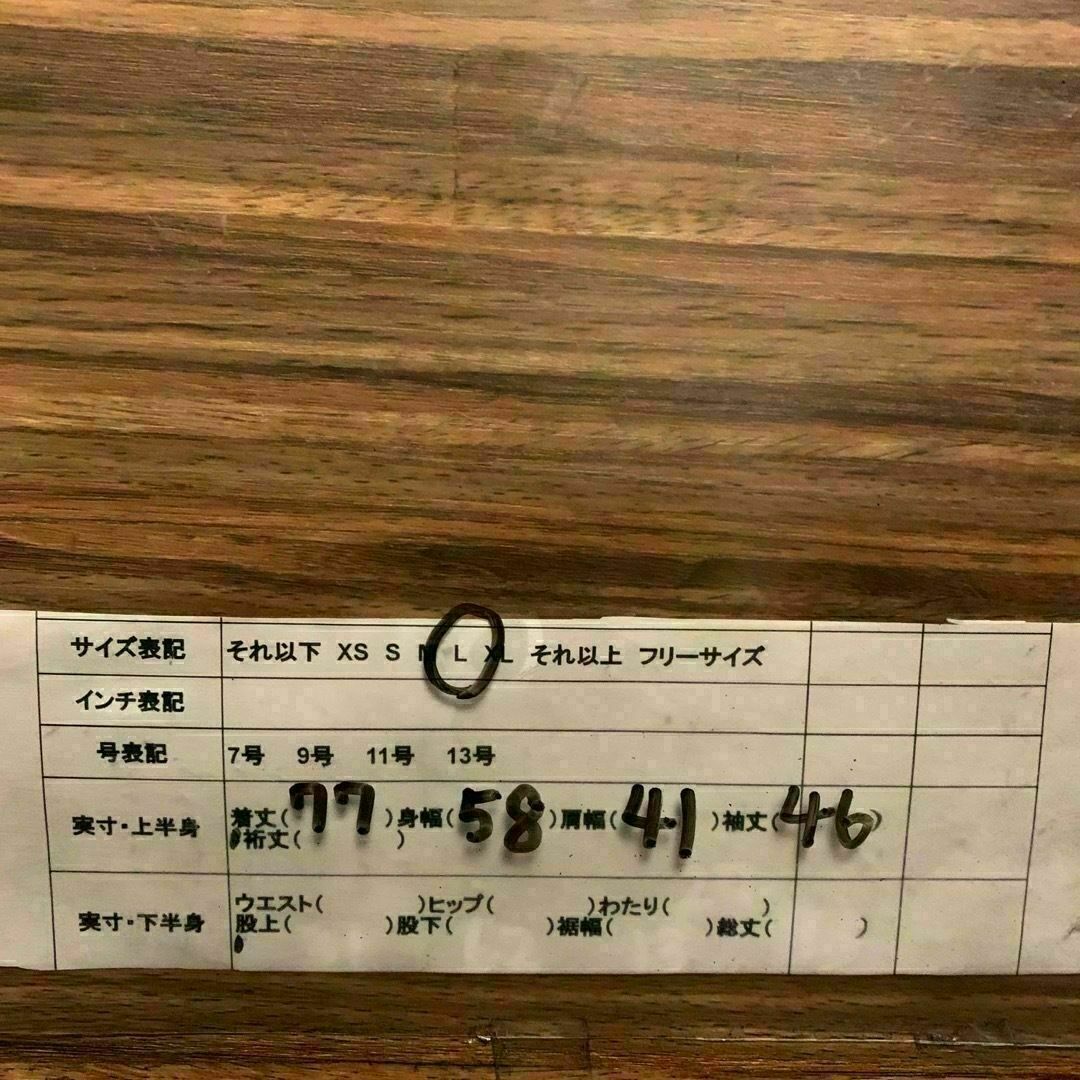 サイズ表記 それ以下 XS S M L XL それ以上 フリーサイズ
インチ表記
号表記 7号 9号 11号 13号
実寸・上半身 着丈(77)身幅(58)肩幅(41)袖丈(46)
裄丈( )
実寸・下半身 ウエスト( )ヒップ( )わたり( )
股上( )股下( )裾幅( )総丈( )